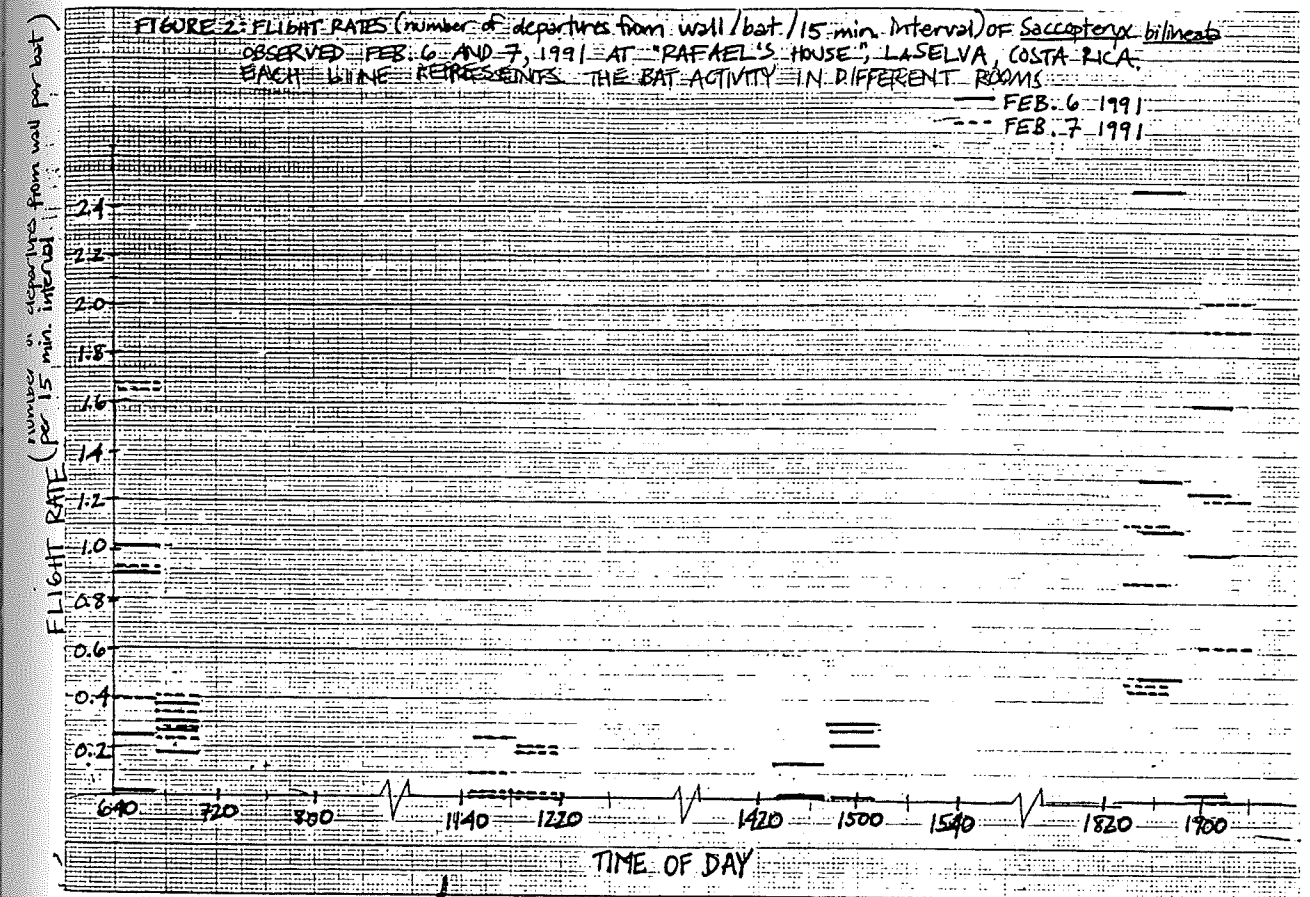 FIGURE 2: FLIGHT RATES (number of departures from wall/bat/15 min. interval) OF Saccopteryx bilineata
OBSERVED FEB. 6 AND 7, 1991 AT "RAFAEL'S HOUSE", LA SELVA, COSTA RICA.
EACH LINE REPRESENTS THE BAT ACTIVITY IN DIFFERENT ROOMS
FEB. 6 1991
FEB. 7 1991
FLIGHT RATE (number of departures from wall per bat
per 15 min. interval)
2.4
2.2
2.0
1.8
1.6
1.4
1.2
1.0
0.8
0.6
0.4
0.2
640 720 800 1140 1220 1420 1500 1540 1820 1900
TIME OF DAY